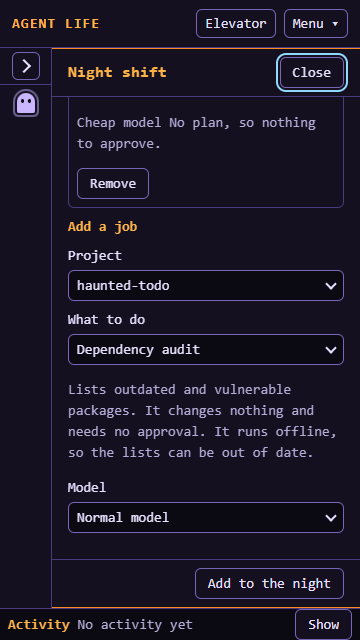 AGENT LIFE
Elevator
Menu
Night shift
Close
Cheap model No plan, so nothing
to approve.
Remove
Add a job
Project
haunted-todo
What to do
Dependency audit
Lists outdated and vulnerable
packages. It changes nothing and
needs no approval. It runs offline,
so the lists can be out of date.
Model
Normal model
Add to the night
Activity No activity yet
Show